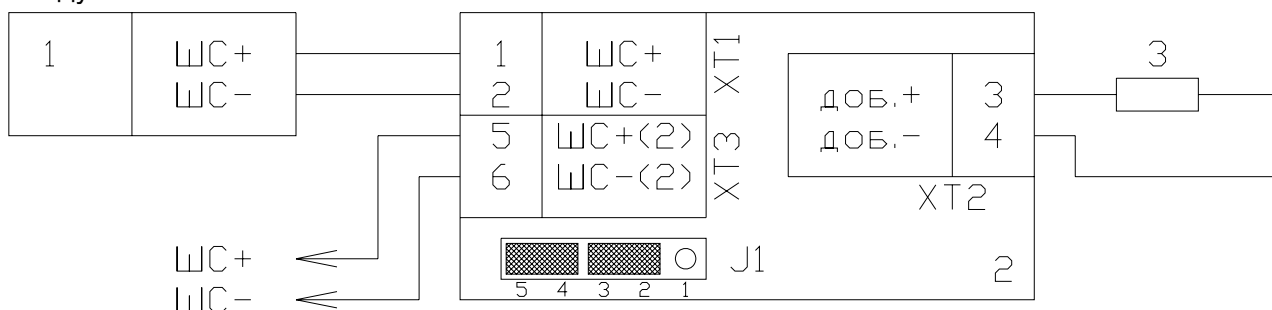 1 ШС+ 1 ШС+ XT1 3
ШС- 2 ШС- доб.+ 3
5 ШС+(2) XT3 доб.- 4
6 ШС-(2) XT2
ШС+ J1 2
ШС- 5 4 3 2 1